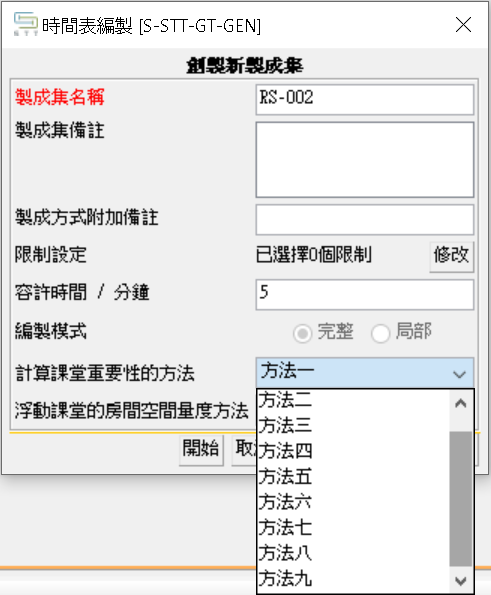 STT 時間表編製 [S-STT-GT-GEN]
創製新製成集
製成集名稱 RS-002
製成集備註
製成方式附加備註
限制設定 已選擇0個限制 修改
容許時間 / 分鐘 5
編製模式 完整 局部
計算課堂重要性的方法 方法一
方法二
方法三
浮動課堂的房間空間量度方法
方法四
開始
方法五
方法六
方法七
方法八
方法九